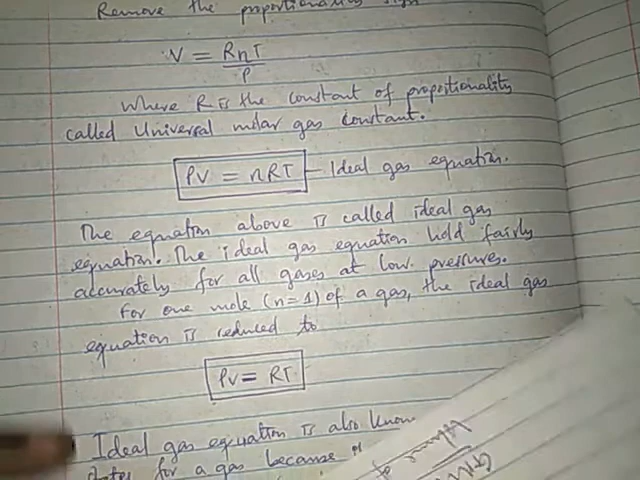 Remove the proportionality sign
V = RnT
P
Where R is the constant of proportionality
called Universal molar gas constant.
PV = nRT – Ideal gas equation.
The equation above is called ideal gas
equation. The ideal gas equation hold fairly
accurately for all gases at low pressures.
For one mole (n=1) of a gas, the ideal gas
equation is reduced to
PV = RT
Ideal gas equation is also know
for a gas because